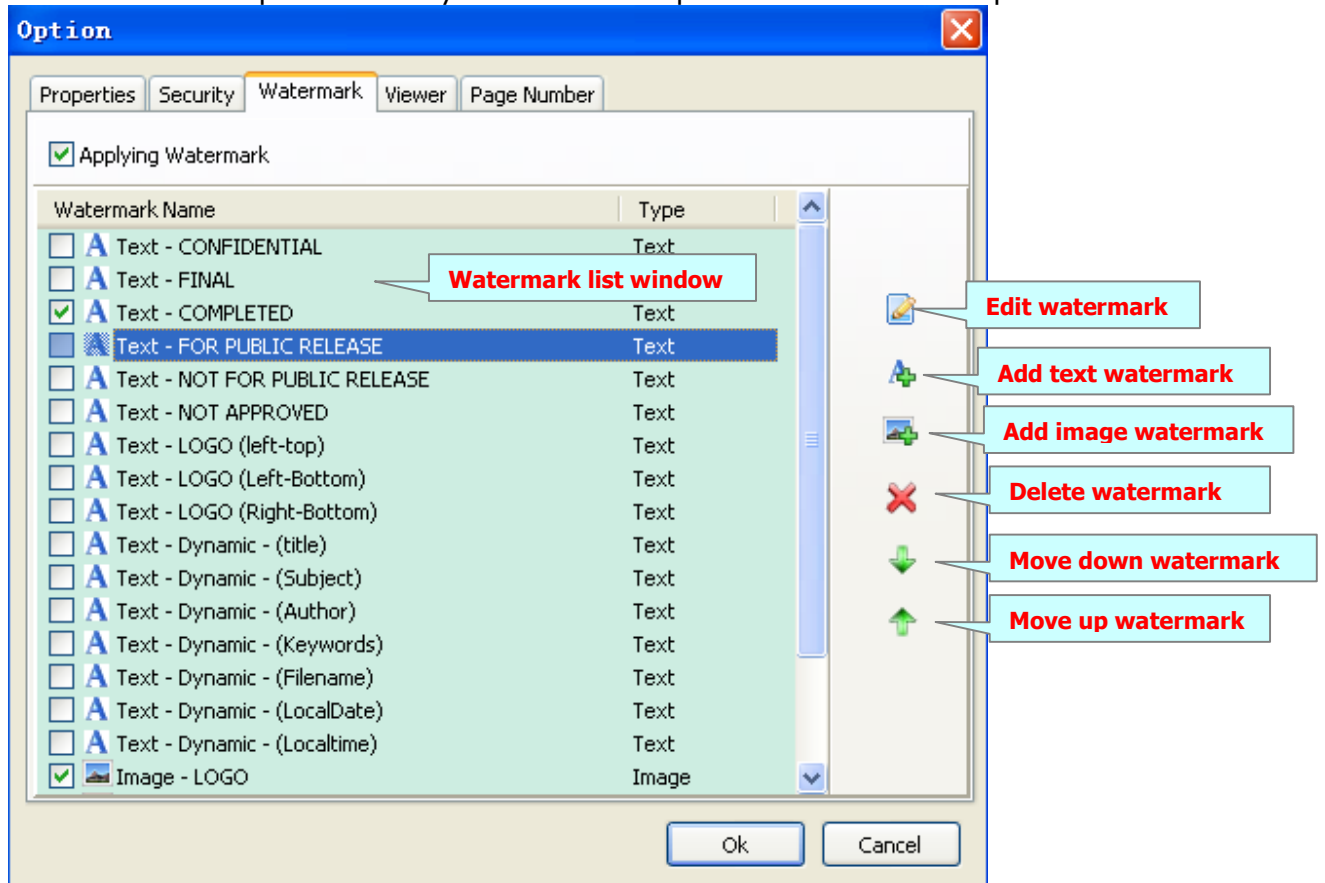 Option
Properties Security Watermark Viewer Page Number
Applying Watermark
Watermark Name Type
Text - CONFIDENTIAL Text
Text - FINAL
Watermark list window
Text - COMPLETED Text
Edit watermark
Text - FOR PUBLIC RELEASE Text
Text - NOT FOR PUBLIC RELEASE Text
Add text watermark
Text - NOT APPROVED Text
Add image watermark
Text - LOGO (left-top) Text
Text - LOGO (Left-Bottom) Text
Delete watermark
Text - LOGO (Right-Bottom) Text
Text - Dynamic - (title) Text
Move down watermark
Text - Dynamic - (Subject) Text
Text - Dynamic - (Author) Text
Move up watermark
Text - Dynamic - (Keywords) Text
Text - Dynamic - (Filename) Text
Text - Dynamic - (LocalDate) Text
Text - Dynamic - (Localtime) Text
Image - LOGO Image
Ok Cancel